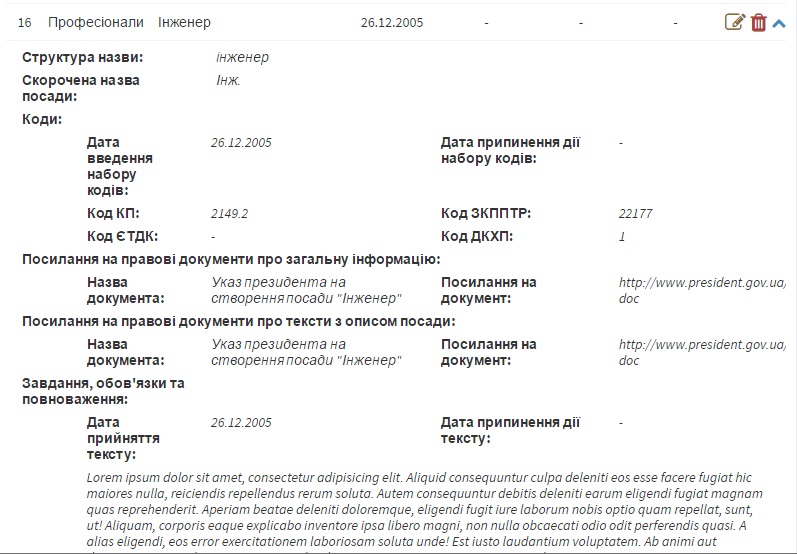 16 Професіонали Інженер 26.12.2005 - - -
Структура назви: інженер
Скорочена назва Інж.
посади:
Коди:
Дата 26.12.2005 Дата припинення дії -
введення набору кодів:
набору
кодів:
Код КП: 2149.2 Код ЗКППТР: 22177
Код ЄТДК: - Код ДКХП: 1
Посилання на правові документи про загальну інформацію:
Назва Указ президента на Посилання на http://www.president.gov.ua/
документа: створення посади "Інженер" документ: doc
Посилання на правові документи про тексти з описом посади:
Назва Указ президента на Посилання на http://www.president.gov.ua/
документа: створення посади "Інженер" документ: doc
Завдання, обов'язки та
повноваження:
Дата 26.12.2005 Дата припинення дії -
прийняття тексту:
тексту:
Lorem ipsum dolor sit amet, consectetur adipisicing elit. Aliquid consequuntur culpa deleniti eos esse facere fugiat hic
maiores nulla, reiciendis repellendus rerum soluta. Autem consequuntur debitis deleniti earum eligendi fugiat magnam
quas reprehenderit. Aperiam beatae deleniti doloremque, eligendi fugit iure laborum nobis optio quam repellat, sunt,
ut! Aliquam, corporis eaque explicabo inventore ipsa libero magni, non nulla obcaecati odio odit perferendis quasi. A
alias eligendi, eos error exercitationem laboriosam soluta unde! Est iusto laudantium voluptatem. Ab animi aut